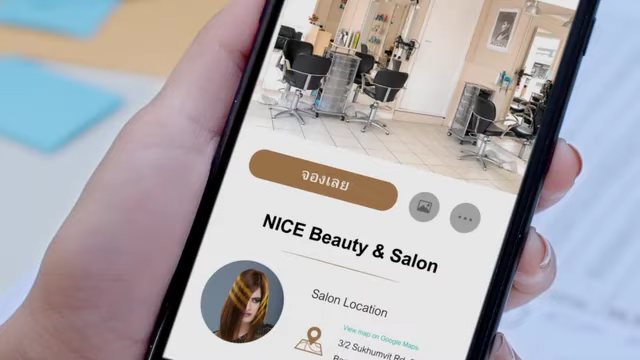 จองเลย
NICE Beauty & Salon
Salon Location
View map on Google Maps
3/2 Sukhumvit Rd.